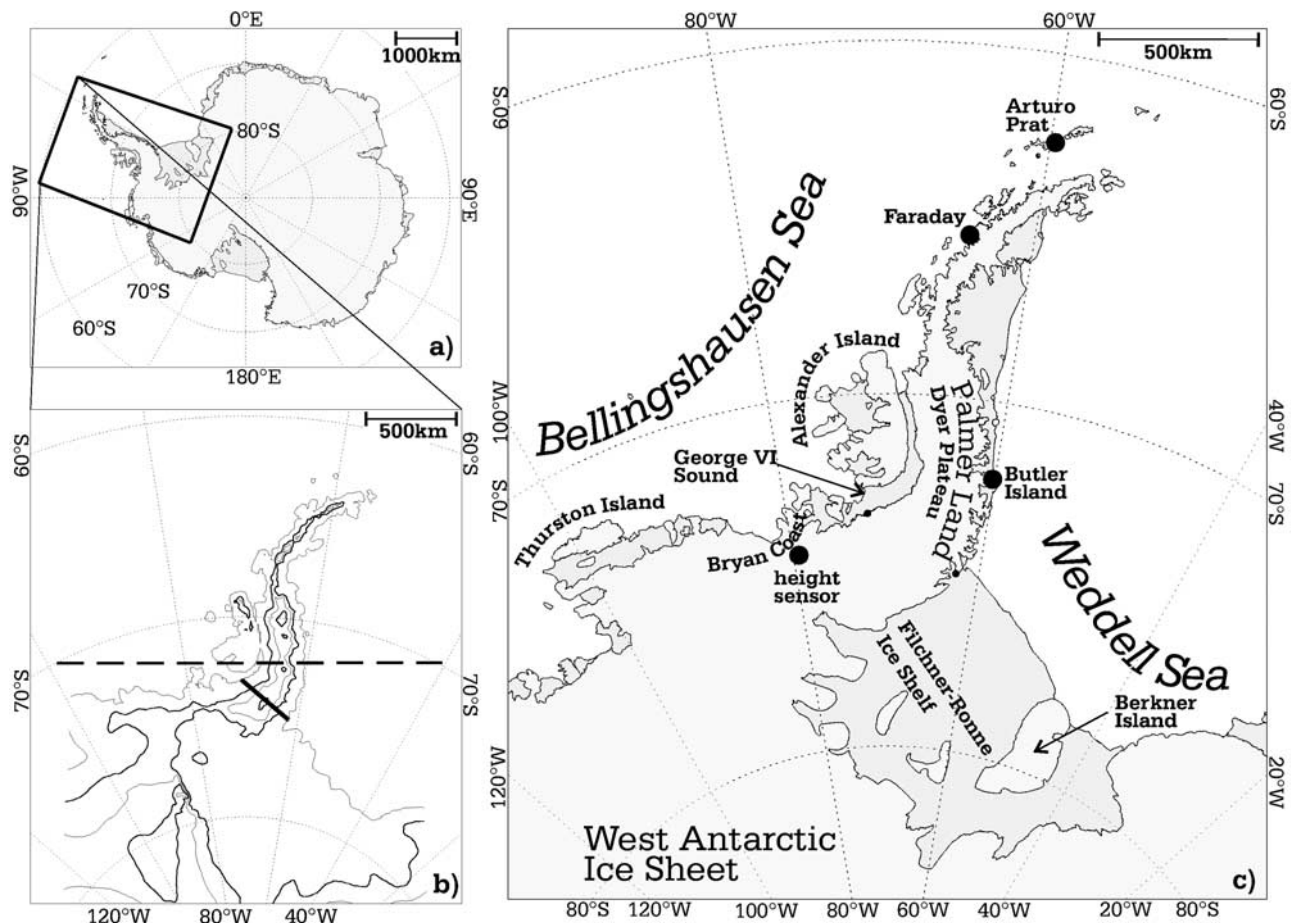 0°E
1000km
80°S
90°W
90°E
70°S
60°S
a)
180°E
500km
60°S
60°S
70°S
70°S
b)
120°W
80°W
40°W
80°W
60°W
500km
60°S
60°S
Arturo
Prat
Faraday
Bellingshausen Sea
Alexander Island
Palmer Land
Dyer Plateau
100°W
40°W
George VI
Sound
Butler
Island
70°S
70°S
Thurston Island
Bryan Coast
height
sensor
Weddell Sea
Filchner-Ronne
Ice Shelf
Berkner
Island
120°W
20°W
West Antarctic
Ice Sheet
c)
80°S
120°W
100°W
80°W
60°W
40°W
20°W
80°S